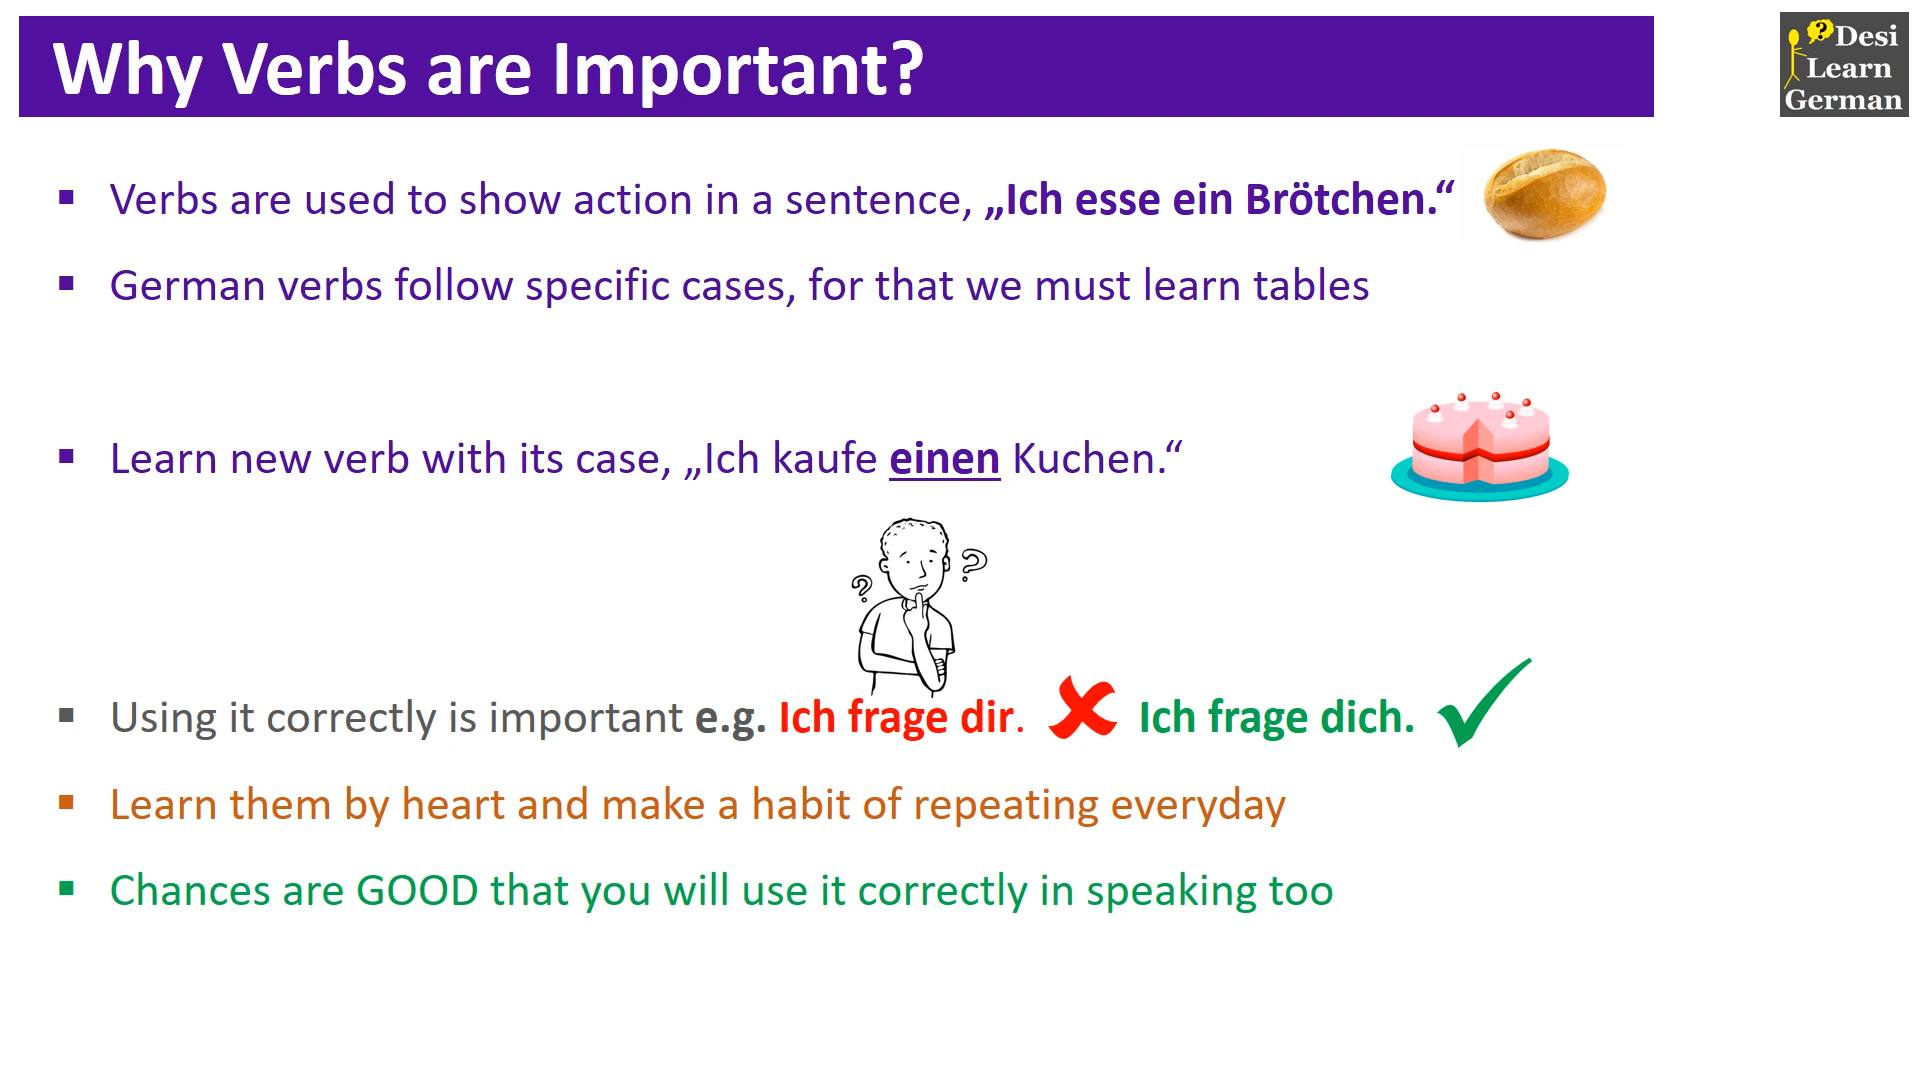 Why Verbs are Important?
? Desi
Learn
German
▪ Verbs are used to show action in a sentence, „Ich esse ein Brötchen.“
▪ German verbs follow specific cases, for that we must learn tables
▪ Learn new verb with its case, „Ich kaufe einen Kuchen.“
? ?
▪ Using it correctly is important e.g. Ich frage dir. ✘ Ich frage dich. ✓
▪ Learn them by heart and make a habit of repeating everyday
▪ Chances are GOOD that you will use it correctly in speaking too